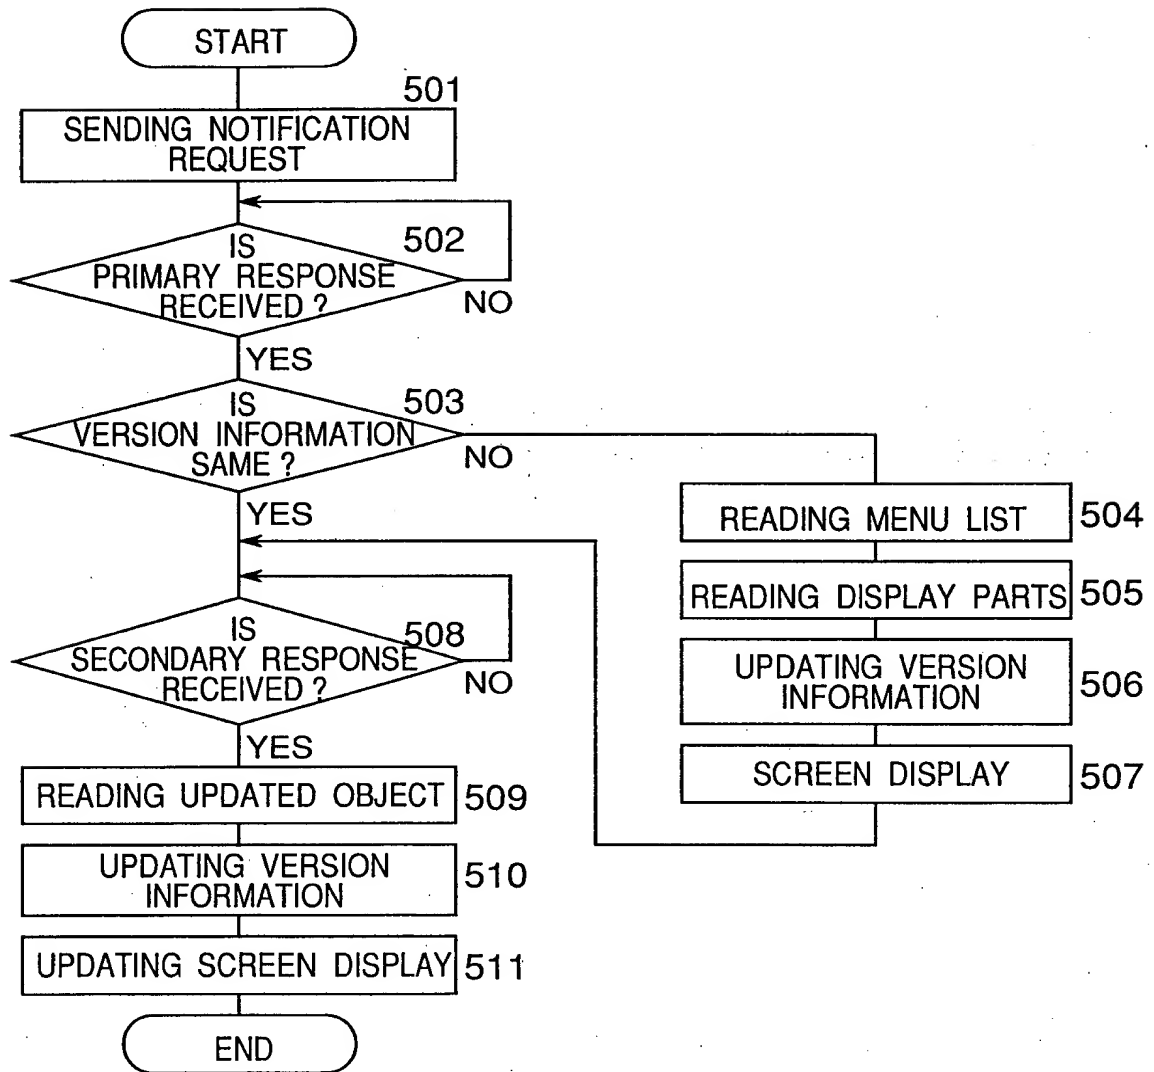 START
501
SENDING NOTIFICATION
REQUEST
IS
502
PRIMARY RESPONSE
RECEIVED ?
NO
YES
IS
503
VERSION INFORMATION
SAME ?
NO
YES
READING MENU LIST
504
READING DISPLAY PARTS
505
UPDATING VERSION
INFORMATION
506
SCREEN DISPLAY
507
IS
508
SECONDARY RESPONSE
RECEIVED ?
NO
YES
READING UPDATED OBJECT
509
UPDATING VERSION
INFORMATION
510
UPDATING SCREEN DISPLAY
511
END